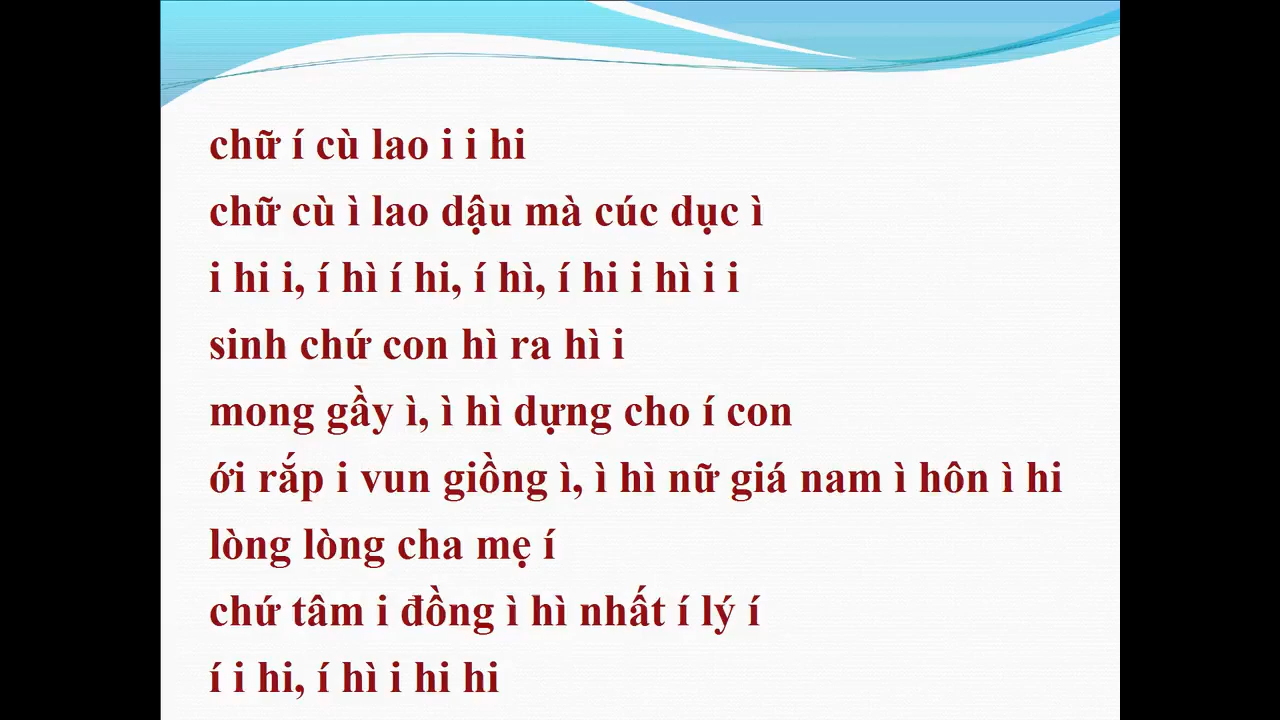 chữ í cù lao i i hi
chữ cù ì lao dậu mà cúc dục ì
i hi i, í hì í hi, í hì, í hi i hì i i
sinh chứ con hì ra hì i
mong gầy ì, ì hì dựng cho í con
ới rắp i vun giồng ì, ì hì nữ giá nam ì hôn ì hi
lòng lòng cha mẹ í
chứ tâm i đồng ì hì nhất í lý í
í i hi, í hì i hi hi